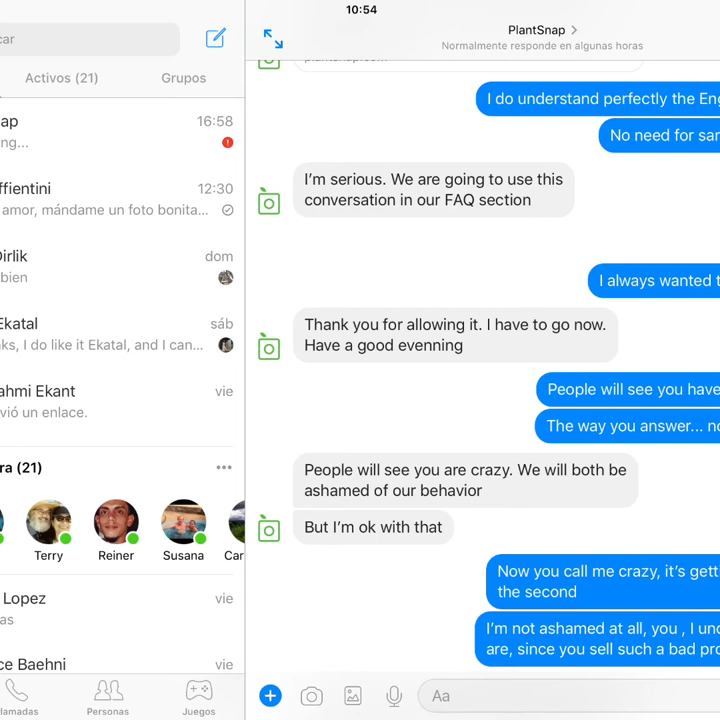 10:54
car
Activos (21)
Grupos
ap
16:58
ng...
ffientini
12:30
amor, mándame un foto bonita...
Dirlik
dom
bien
Ekatal
sáb
ks, I do like it Ekatal, and I can...
ahmi Ekant
vie
vió un enlace.
ra (21)
Terry
Reiner
Susana
Car
Lopez
vie
as
ce Baehni
vie
lamadas
Personas
Juegos
PlantSnap
Normalmente responde en algunas horas
I do understand perfectly the Eng
No need for sar
I'm serious. We are going to use this
conversation in our FAQ section
I always wanted t
Thank you for allowing it. I have to go now.
Have a good evenning
People will see you have
The way you answer... no
People will see you are crazy. We will both be
ashamed of our behavior
But I'm ok with that
Now you call me crazy, it's gett
the second
I'm not ashamed at all, you , I und
are, since you sell such a bad pro
Aa